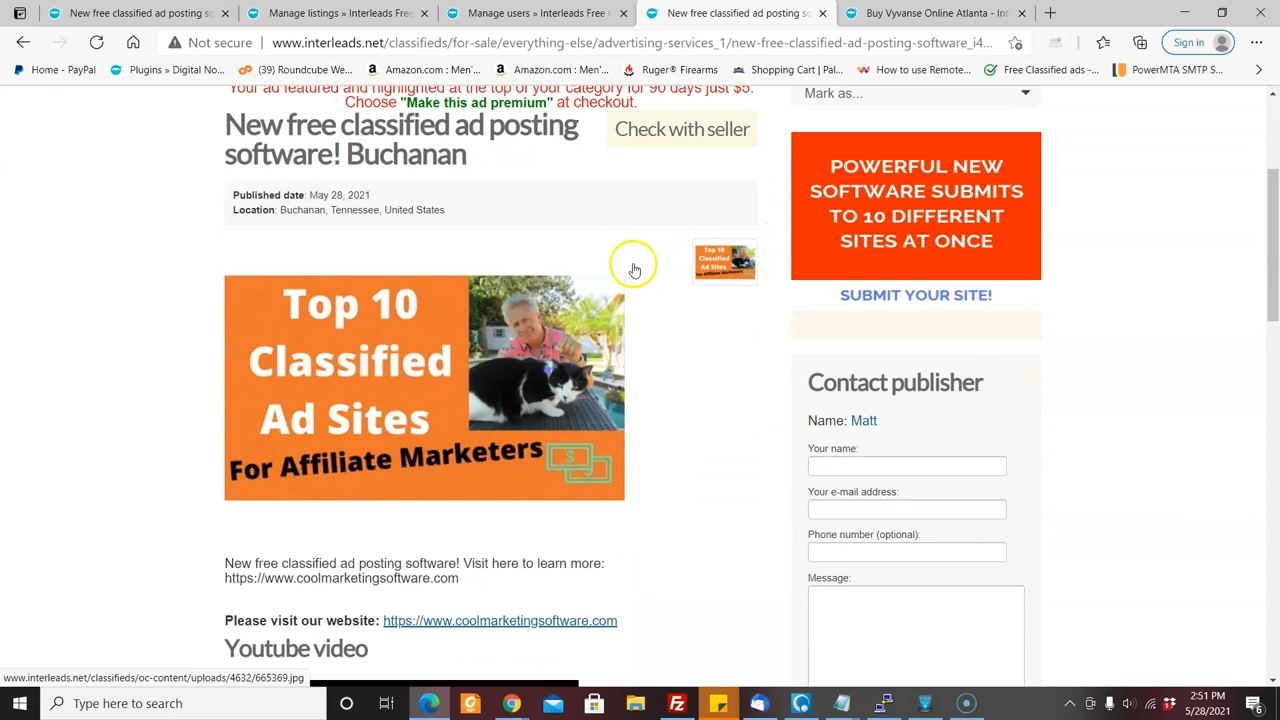 New free classified ad posting sc
Manage users « Interleads Free C
New free classified ad posting so
Buy Vyvanse Online Atlanta - Int
Not secure
www.interleads.net/classifieds/for-sale/everything-else/advertising-services_1/new-free-classified-ad-posting-software_i4...
Sign in
Home - PayPal
Plugins » Digital No...
(39) Roundcube We...
Amazon.com : Men'...
Amazon.com : Men'...
Ruger® Firearms
Shopping Cart | Pal...
How to use Remote...
Free Classified ads -...
PowerMTA SMTP S...
Your ad featured and highlighted at the top of your category for 90 days just $5.
Choose "Make this ad premium" at checkout.
Mark as...
New free classified ad posting
software! Buchanan
Check with seller
Published date: May 28, 2021
Location: Buchanan, Tennessee, United States
POWERFUL NEW
SOFTWARE SUBMITS
TO 10 DIFFERENT
SITES AT ONCE
SUBMIT YOUR SITE!
Top 10
Classified
Ad Sites
For Affiliate Marketers
Top 10
Classified
Ad Sites
For Affiliate Marketers
$
Contact publisher
Name: Matt
Your name:
Your e-mail address:
Phone number (optional):
Message:
New free classified ad posting software! Visit here to learn more:
https://www.coolmarketingsoftware.com
Please visit our website: https://www.coolmarketingsoftware.com
Youtube video
www.interleads.net/oc-content/uploads/4632/665369.jpg
Type here to search
2:51 PM
5/28/2021
6